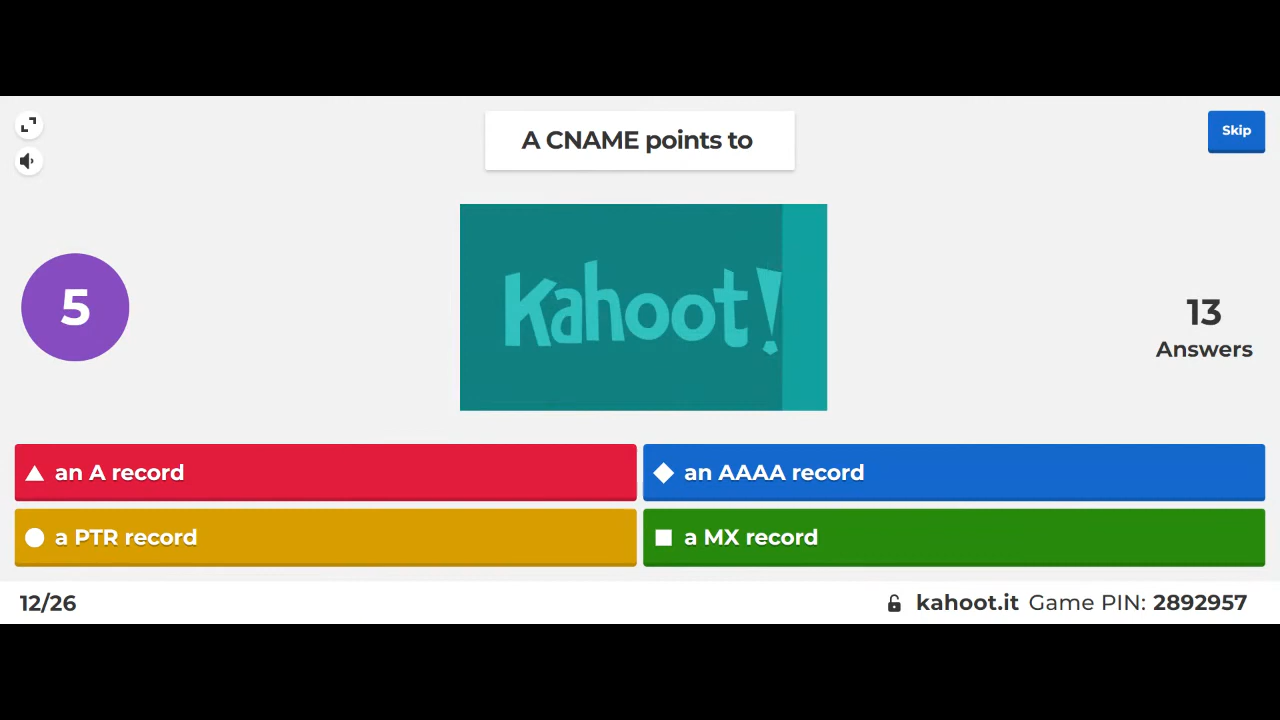 A CNAME points to
Skip
Kahoot!
5
13
Answers
an A record
an AAAA record
a PTR record
a MX record
12/26
kahoot.it Game PIN: 2892957